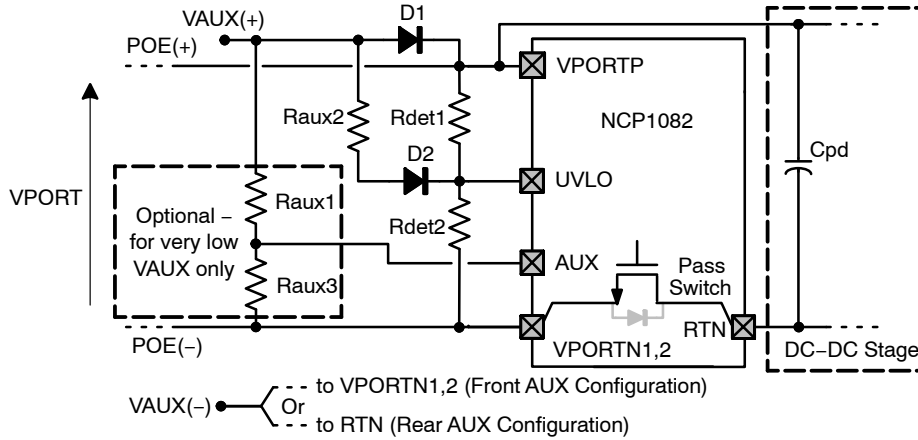 VAUX(+)
D1
POE(+)
VPORTP
Raux2
Rdet1
NCP1082
Cpd
D2
UVLO
VPORT
Raux1
Optional –
for very low
VAUX only
Rdet2
AUX
Pass
Switch
Raux3
RTN
POE(–)
VPORTN1,2
DC–DC Stage
to VPORTN1,2 (Front AUX Configuration)
VAUX(–)
Or
to RTN (Rear AUX Configuration)